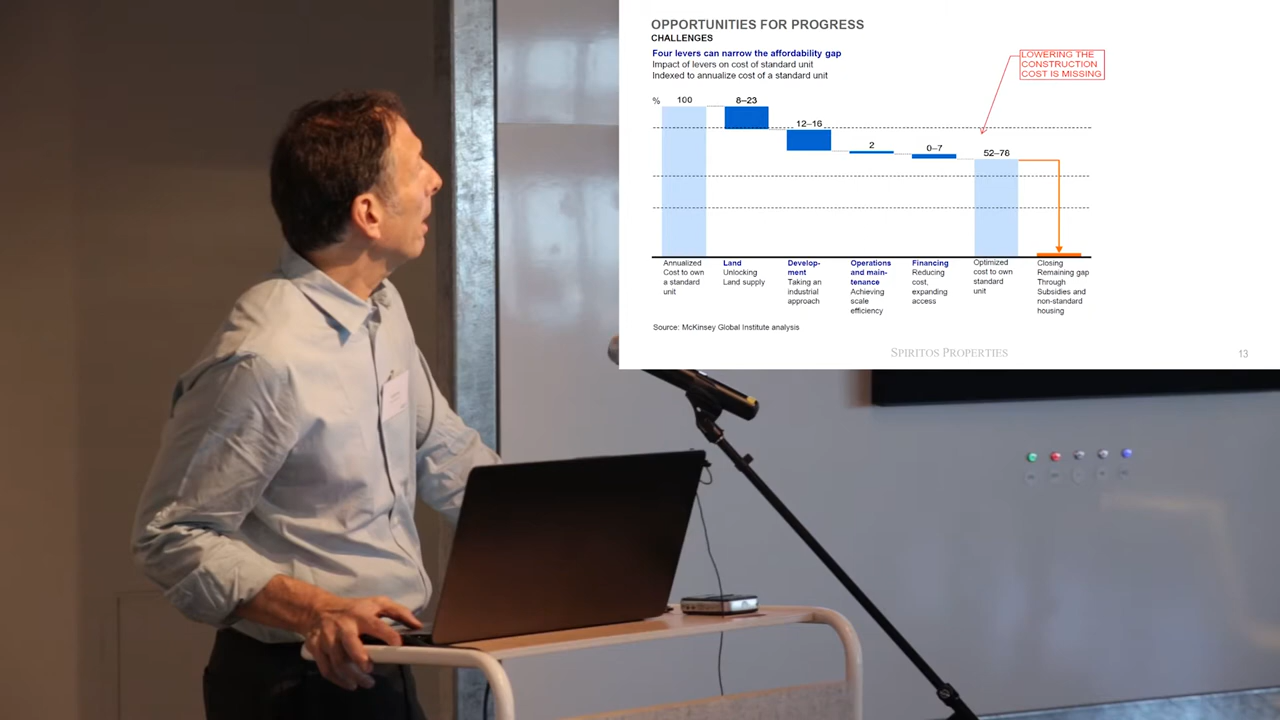 OPPORTUNITIES FOR PROGRESS
CHALLENGES
Four levers can narrow the affordability gap
Impact of levers on cost of standard unit
Indexed to annualize cost of a standard unit
LOWERING THE
CONSTRUCTION
COST IS MISSING
%
100
8–23
12–16
2
0–7
52–78
Annualized
Cost to own
a standard
unit
Land
Unlocking
Land supply
Develop-
ment
Taking an
industrial
approach
Operations
and main-
tenance
Achieving
scale
efficiency
Financing
Reducing
cost,
expanding
access
Optimized
cost to own
standard
unit
Closing
Remaining gap
Through
Subsidies and
non-standard
housing
Source: McKinsey Global Institute analysis
SPIRITOS PROPERTIES
13